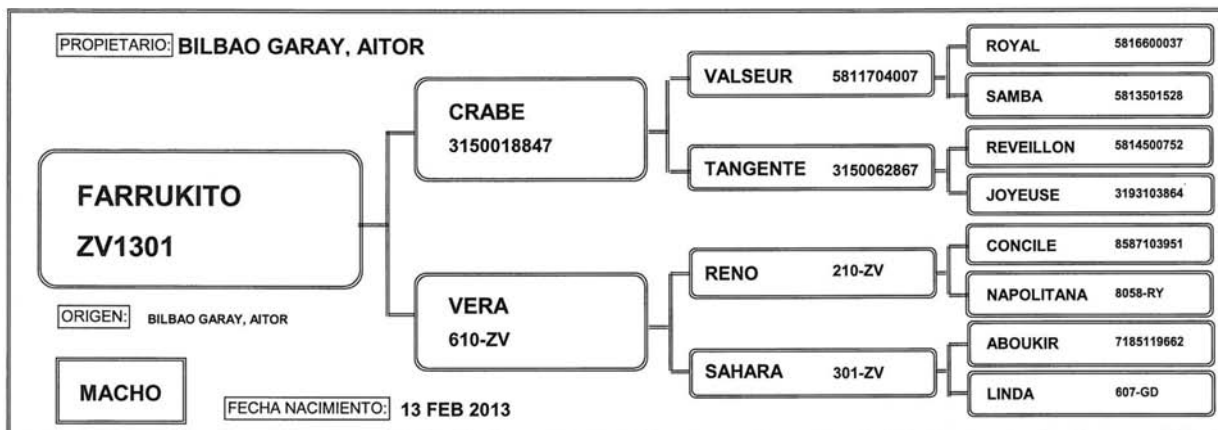 PROPIETARIO: BILBAO GARAY, AITOR
FARRUKITO
ZV1301
ORIGEN: BILBAO GARAY, AITOR
MACHO
FECHA NACIMIENTO: 13 FEB 2013
CRABE
3150018847
VERA
610-ZV
VALSEUR 5811704007
TANGENTE 3150062867
RENO 210-ZV
SAHARA 301-ZV
ROYAL 5816600037
SAMBA 5813501528
REVEILLON 5814500752
JOYEUSE 3193103864
CONCILE 8587103951
NAPOLITANA 8058-RY
ABOUKIR 7185119662
LINDA 607-GD